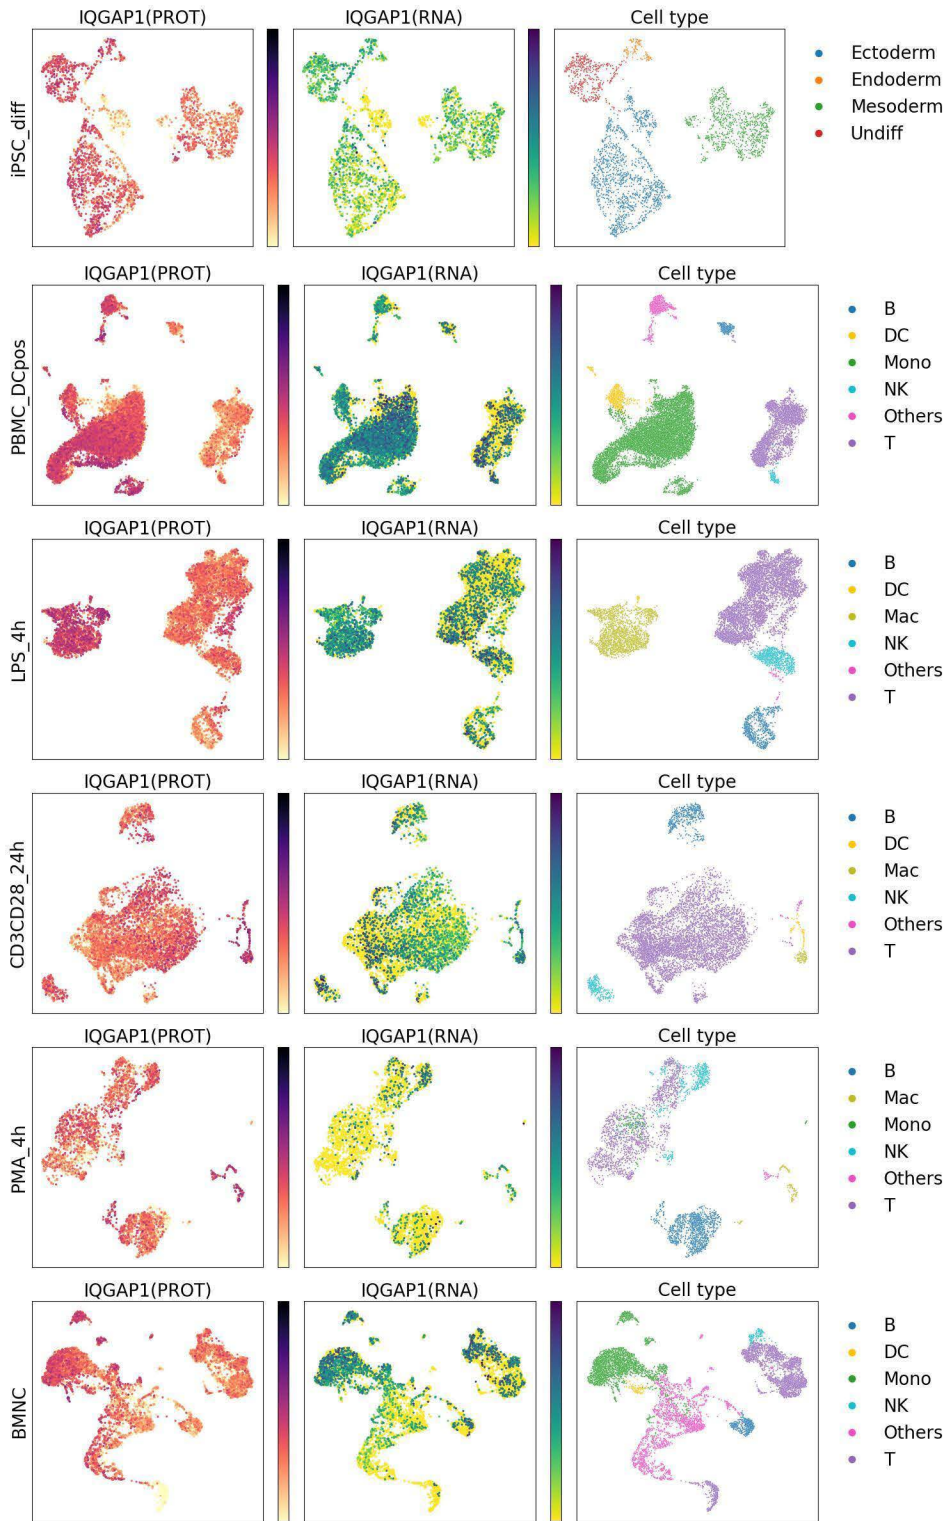 IQGAP1(PROT) IQGAP1(RNA) Cell type
iPSC_diff
Ectoderm
Endoderm
Mesoderm
Undiff
IQGAP1(PROT) IQGAP1(RNA) Cell type
PBMC_DCpos
B
DC
Mono
NK
Others
T
IQGAP1(PROT) IQGAP1(RNA) Cell type
LPS_4h
B
DC
Mac
NK
Others
T
IQGAP1(PROT) IQGAP1(RNA) Cell type
CD3CD28_24h
B
DC
Mac
NK
Others
T
IQGAP1(PROT) IQGAP1(RNA) Cell type
PMA_4h
B
Mac
Mono
NK
Others
T
IQGAP1(PROT) IQGAP1(RNA) Cell type
BMNC
B
DC
Mono
NK
Others
T